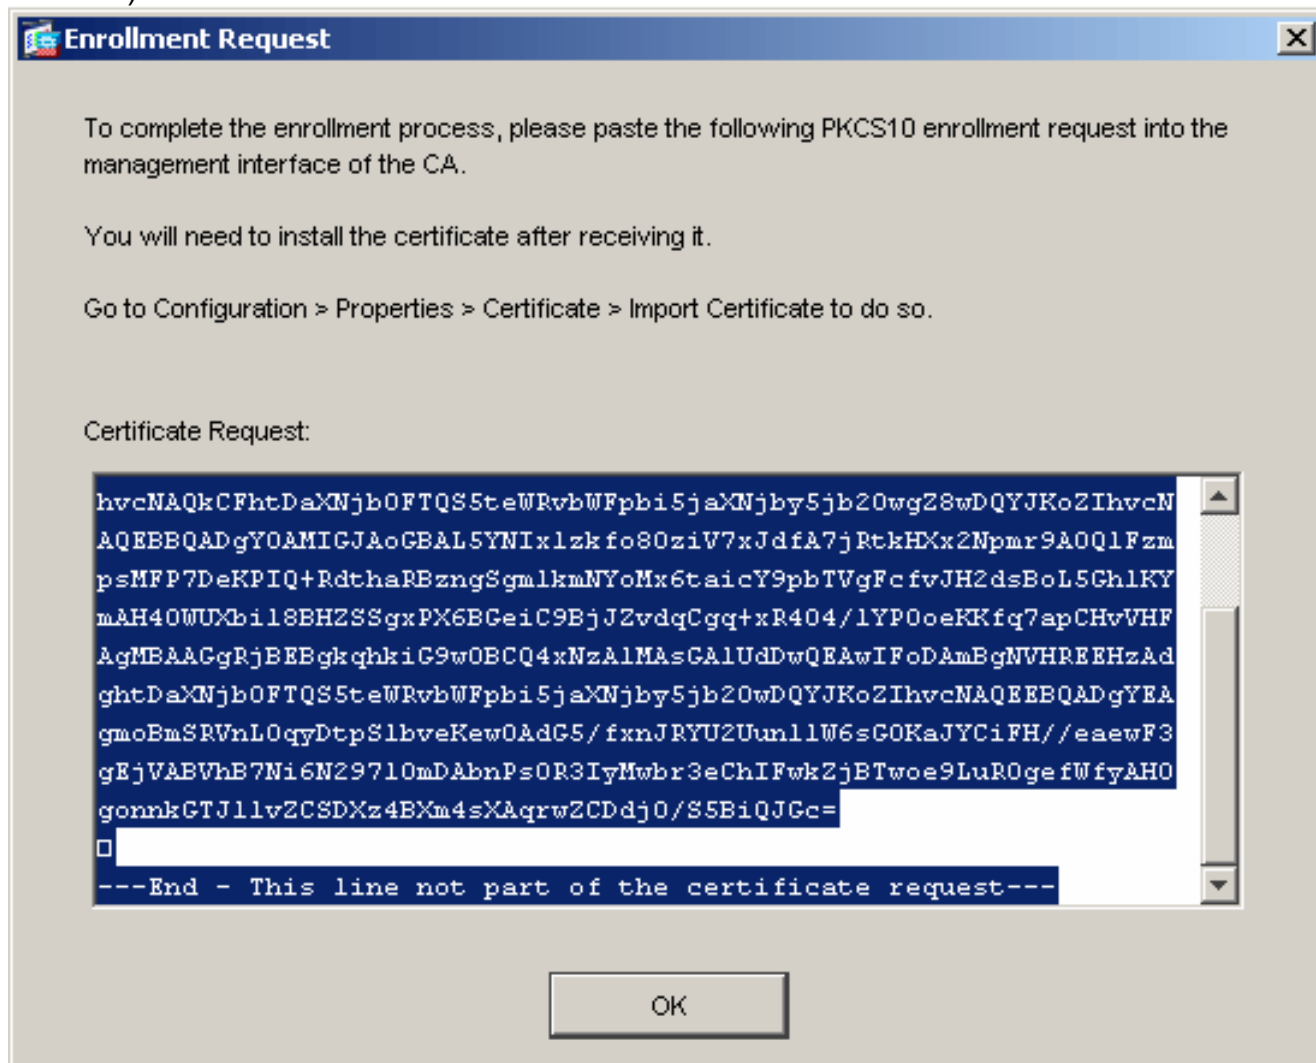 Enrollment Request
To complete the enrollment process, please paste the following PKCS10 enrollment request into the
management interface of the CA.
You will need to install the certificate after receiving it.
Go to Configuration > Properties > Certificate > Import Certificate to do so.
Certificate Request:
hvcNAQkCFhtDaXNjb0FTQS5teWRvbWFpbi5jaXNjby5jb20wgZ8wDQYJKoZIhvcN
AQEBBQADgY0AMIGJAoGBAL5YNIxlzkfo80ziV7xJdfA7jRtkHXx2Npmr9A0QlFzm
psMFP7DeKPIQ+RdthaRBzngSgmlkmNYoMx6taicY9pbTVgFcfvJH2dsBoL5GhlKY
mAH40WUXbil8BHZSSgxPX6BGeiC9BjJZvdqCgq+xR404/lYP0oeKKfq7apCHvVHF
AgMBAAGgRjBEBgkqhkiG9w0BCQ4xNzA1MAsGA1UdDwQEAwIFoDAmBgNVHREEHzAd
ghtDaXNjb0FTQS5teWRvbWFpbi5jaXNjby5jb20wDQYJKoZIhvcNAQEEBQADgYEA
gmoBmSRVnL0qyDtpSlbveKew0AdG5/fxnJRYU2UunllW6sG0KaJYCiFH//eaewF3
gEjVABVhB7Ni6N297l0mDAbnPs0R3IyMwbr3eChIFwkZjBTwoe9LuR0gefWfyAH0
gonnkGTJllvZCSDXz4BXm4sXAqrwZCDdj0/S5BiQJGc=
---End - This line not part of the certificate request---
OK